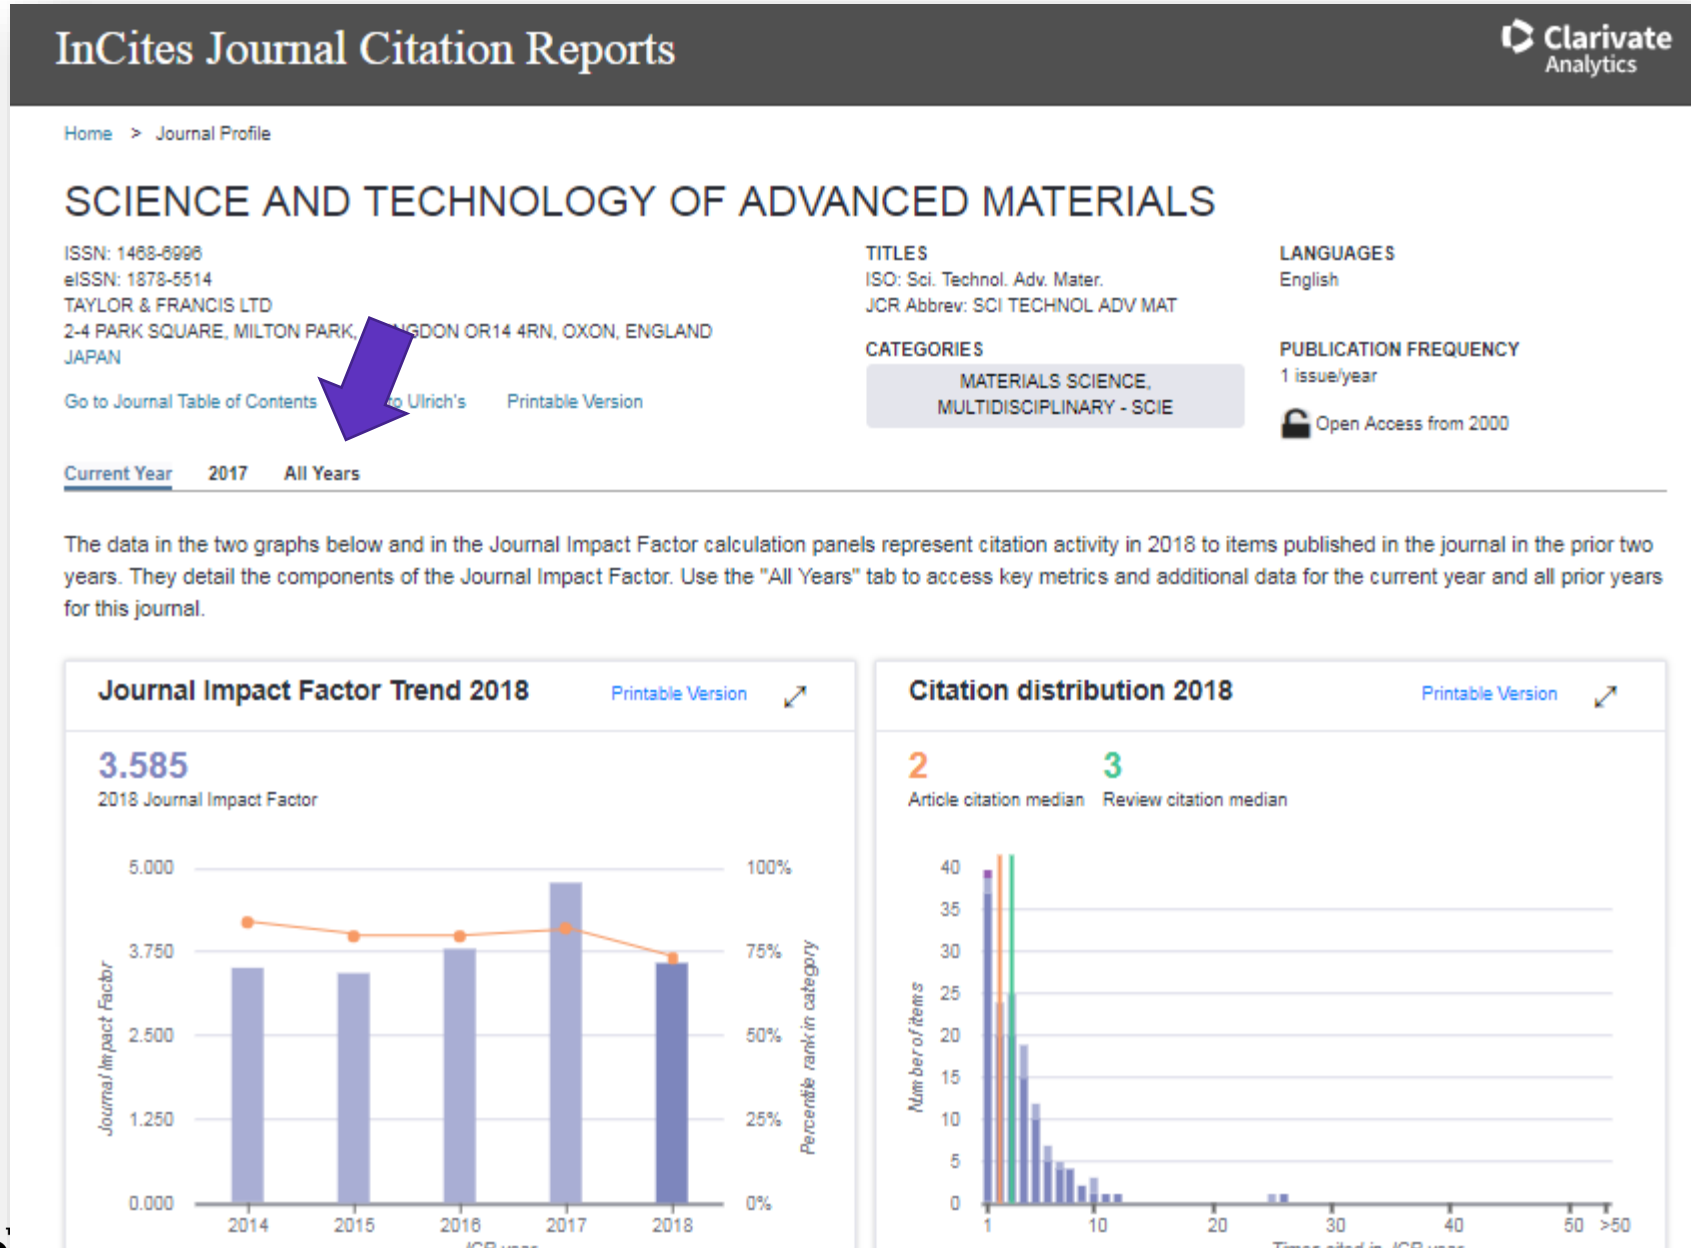 InCites Journal Citation Reports
Clarivate
Analytics
Home > Journal Profile
SCIENCE AND TECHNOLOGY OF ADVANCED MATERIALS
ISSN: 1468-6996
eISSN: 1878-5514
TAYLOR & FRANCIS LTD
2-4 PARK SQUARE, MILTON PARK, OR14 4RN, OXON, ENGLAND
JAPAN
Go to Journal Table of Contents Ulrich's Printable Version
TITLES
ISO: Sci. Technol. Adv. Mater.
JCR Abbrev: SCI TECHNOL ADV MAT
CATEGORIES
MATERIALS SCIENCE,
MULTIDISCIPLINARY - SCIE
LANGUAGES
English
PUBLICATION FREQUENCY
1 issue/year
Open Access from 2000
Current Year 2017 All Years
The data in the two graphs below and in the Journal Impact Factor calculation panels represent citation activity in 2018 to items published in the journal in the prior two
years. They detail the components of the Journal Impact Factor. Use the "All Years" tab to access key metrics and additional data for the current year and all prior years
for this journal.
Journal Impact Factor Trend 2018 Printable Version
3.585
2018 Journal Impact Factor
5.000 100%
3.750 75%
2.500 50%
1.250 25%
0.000 0%
Journal Impact Factor
Percentile rank in category
2014 2015 2016 2017 2018
JCR year
Citation distribution 2018 Printable Version
2 3
Article citation median Review citation median
40
35
30
25
20
15
10
5
0
Number of items
1 10 20 30 40 50 >50
Times cited in JCR year